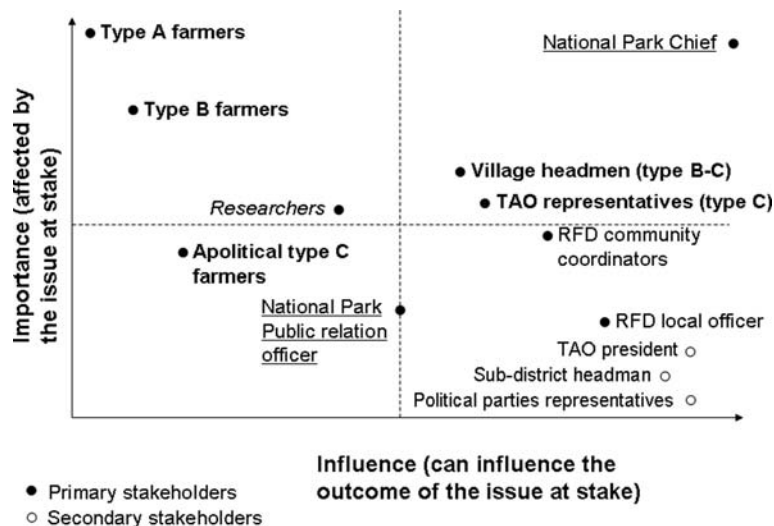 Importance (affected by
the issue at stake)
Type A farmers
National Park Chief
Type B farmers
Village headmen (type B-C)
TAO representatives (type C)
Researchers
RFD community
coordinators
Apolitical type C
farmers
National Park
Public relation
officer
RFD local officer
TAO president
Sub-district headman
Political parties representatives
Influence (can influence the
outcome of the issue at stake)
Primary stakeholders
Secondary stakeholders